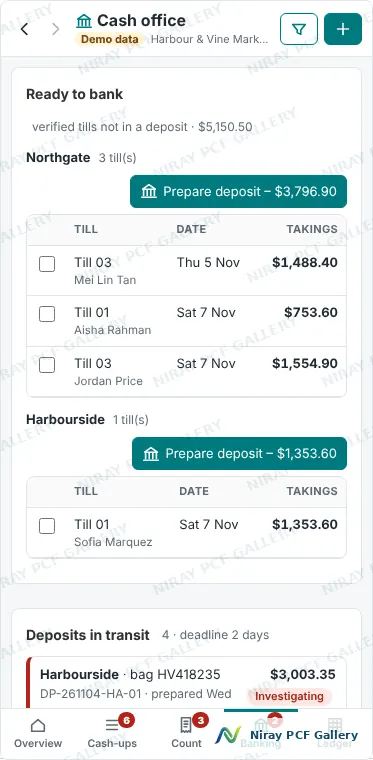 Cash office
Demo data Harbour & Vine Mark...
Ready to bank
verified tills not in a deposit · $5,150.50
Northgate 3 till(s)
Prepare deposit – $3,796.90
TILL DATE TAKINGS
Till 03 Thu 5 Nov $1,488.40
Mei Lin Tan
Till 01 Sat 7 Nov $753.60
Aisha Rahman
Till 03 Sat 7 Nov $1,554.90
Jordan Price
Harbourside 1 till(s)
Prepare deposit – $1,353.60
TILL DATE TAKINGS
Till 01 Sat 7 Nov $1,353.60
Sofia Marquez
Deposits in transit 4 · deadline 2 days
Harbourside · bag HV418235 $3,003.35
DP-261104-HA-01 · prepared Wed Investigating
6 3
Overview Cash-ups Count Banking Ledger
Niray PCF Gallery
NIRAY PCF GALLERY